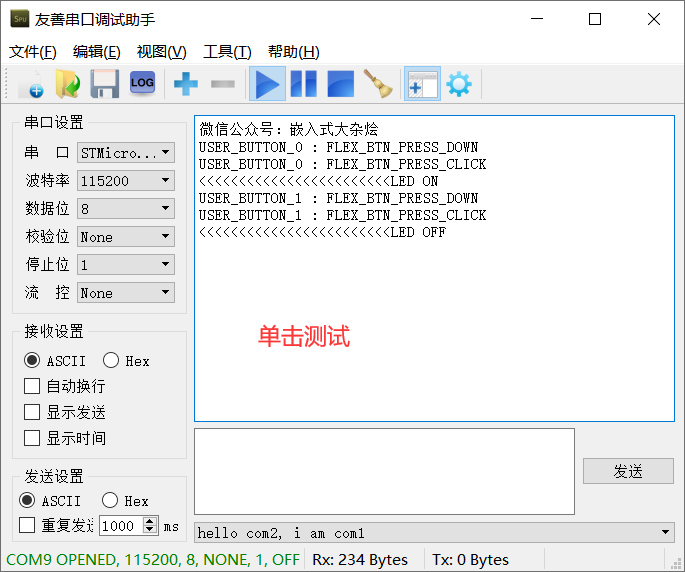 友善串口调试助手
文件(F) 编辑(E) 视图(V) 工具(T) 帮助(H)
LOG
串口设置
串 口 STMicro...
波特率 115200
数据位 8
校验位 None
停止位 1
流 控 None
接收设置
ASCII Hex
自动换行
显示发送
显示时间
发送设置
ASCII Hex
重复发送 1000 ms
微信公众号：嵌入式大杂烩
USER_BUTTON_0 : FLEX_BTN_PRESS_DOWN
USER_BUTTON_0 : FLEX_BTN_PRESS_CLICK
<<<<<<<<<<<<<<<<<<<<<<<<LED ON
USER_BUTTON_1 : FLEX_BTN_PRESS_DOWN
USER_BUTTON_1 : FLEX_BTN_PRESS_CLICK
<<<<<<<<<<<<<<<<<<<<<<<<LED OFF
单击测试
发送
hello com2, i am com1
COM9 OPENED, 115200, 8, NONE, 1, OFF Rx: 234 Bytes Tx: 0 Bytes